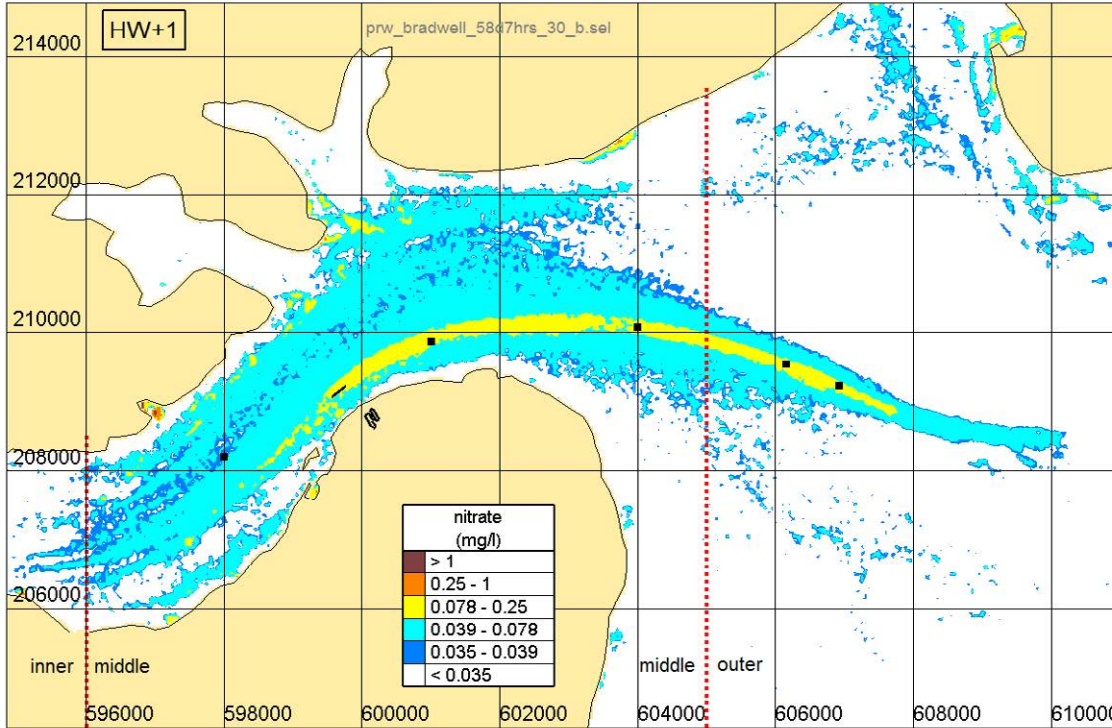 HW+1
prw_bradwell_58d7hrs_30_b.sel
214000
212000
210000
208000
206000
nitrate
(mg/l)
> 1
0.25 - 1
0.078 - 0.25
0.039 - 0.078
0.035 - 0.039
< 0.035
inner middle
middle outer
596000 598000 600000 602000 604000 606000 608000 610000